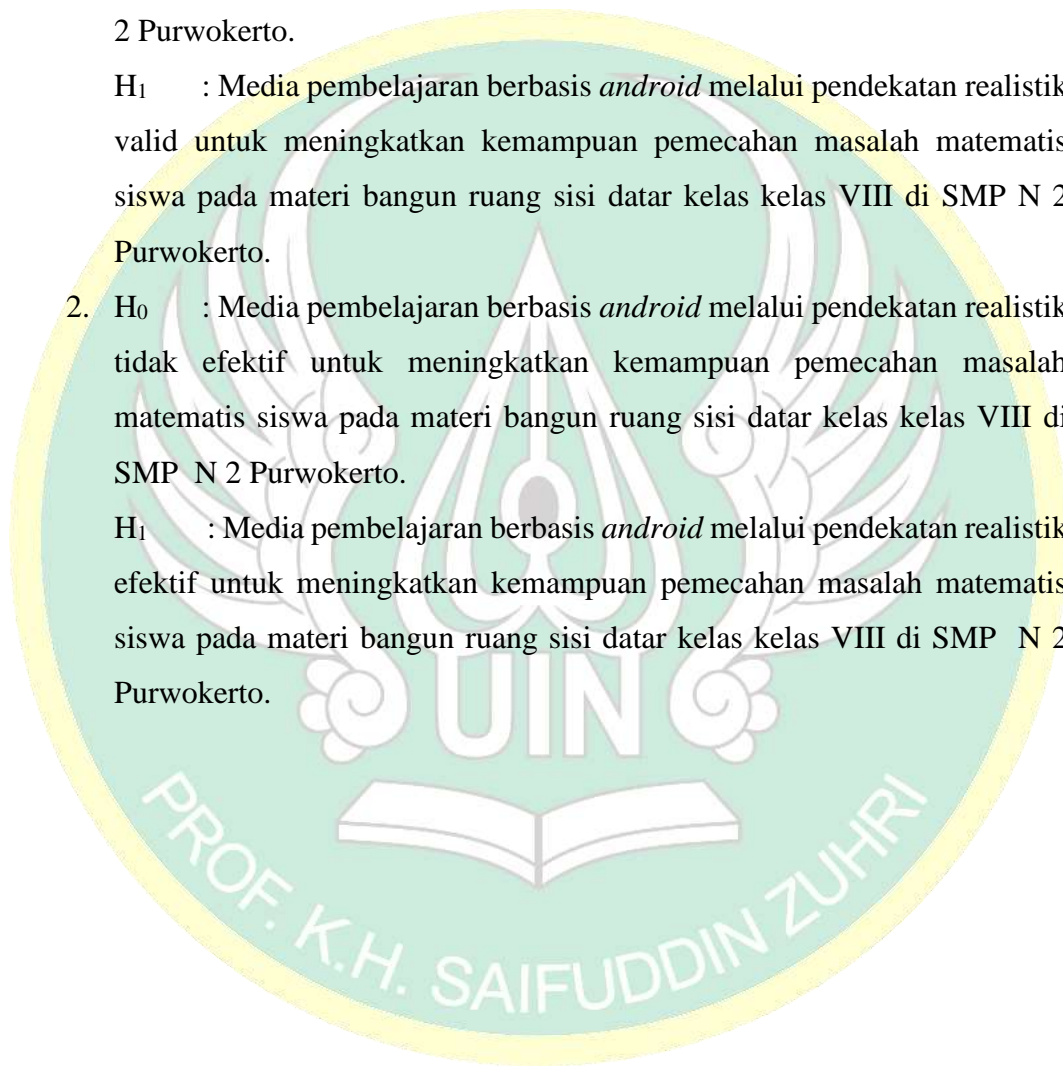 2 Purwokerto.
H1 : Media pembelajaran berbasis android melalui pendekatan realistik
valid untuk meningkatkan kemampuan pemecahan masalah matematis
siswa pada materi bangun ruang sisi datar kelas kelas VIII di SMP N 2
Purwokerto.
2. H0 : Media pembelajaran berbasis android melalui pendekatan realistik
tidak efektif untuk meningkatkan kemampuan pemecahan masalah
matematis siswa pada materi bangun ruang sisi datar kelas kelas VIII di
SMP N 2 Purwokerto.
H1 : Media pembelajaran berbasis android melalui pendekatan realistik
efektif untuk meningkatkan kemampuan pemecahan masalah matematis
siswa pada materi bangun ruang sisi datar kelas kelas VIII di SMP N 2
Purwokerto.
UIN
PROF. K.H. SAIFUDDIN ZUHRI